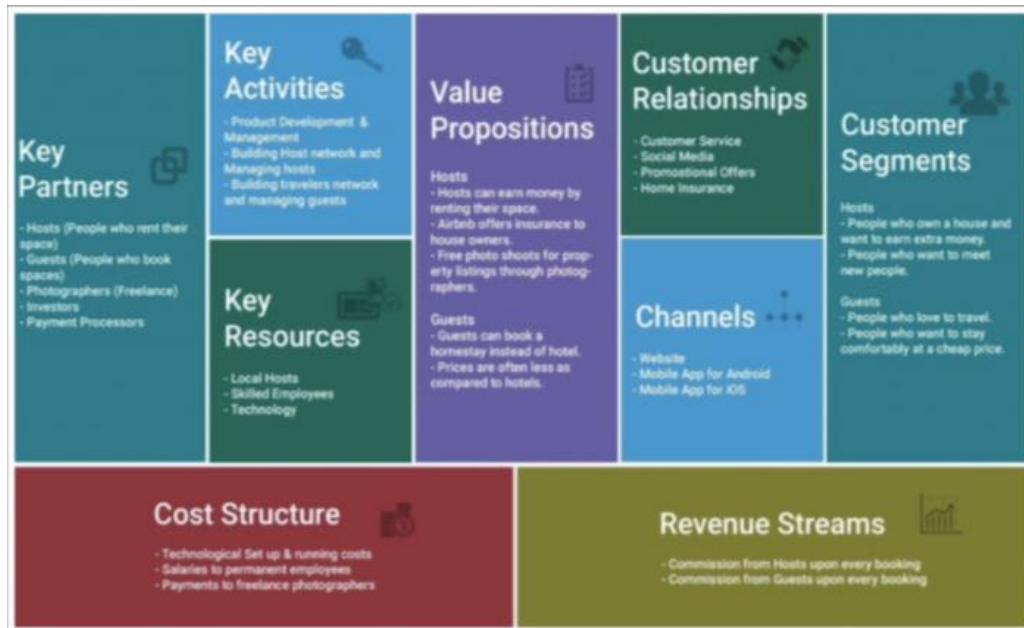 Key
Partners
- Hosts (People who rent their
space)
- Guests (People who book
spaces)
- Photographers (Freelance)
- Investors
- Payment Processors
Key
Activities
- Product Development &
Management
- Building Host network and
Managing hosts
- Building travelers network
and managing guests
Key
Resources
- Local Hosts
- Skilled Employees
- Technology
Value
Propositions
Hosts
- Hosts can earn money by
renting their space.
- Airbnb offers insurance to
house owners.
- Free photo shoots for prop-
erty listings through photog-
raphers.
Guests
- Guests can book a
homestay instead of hotel.
- Prices are often less as
compared to hotels.
Customer
Relationships
- Customer Service
- Social Media
- Promostional Offers
- Home Insurance
Channels
- Website
- Mobile App for Android
- Mobile App for iOS
Customer
Segments
Hosts
- People who own a house and
want to earn extra money.
- People who want to meet
new people.
Guests
- People who love to travel.
- People who want to stay
comfortably at a cheap price.
Cost Structure
- Technological Set up & running costs
- Salaries to permanent employees
- Payments to freelance photographers
Revenue Streams
- Commission from Hosts upon every booking
- Commission from Guests upon every booking